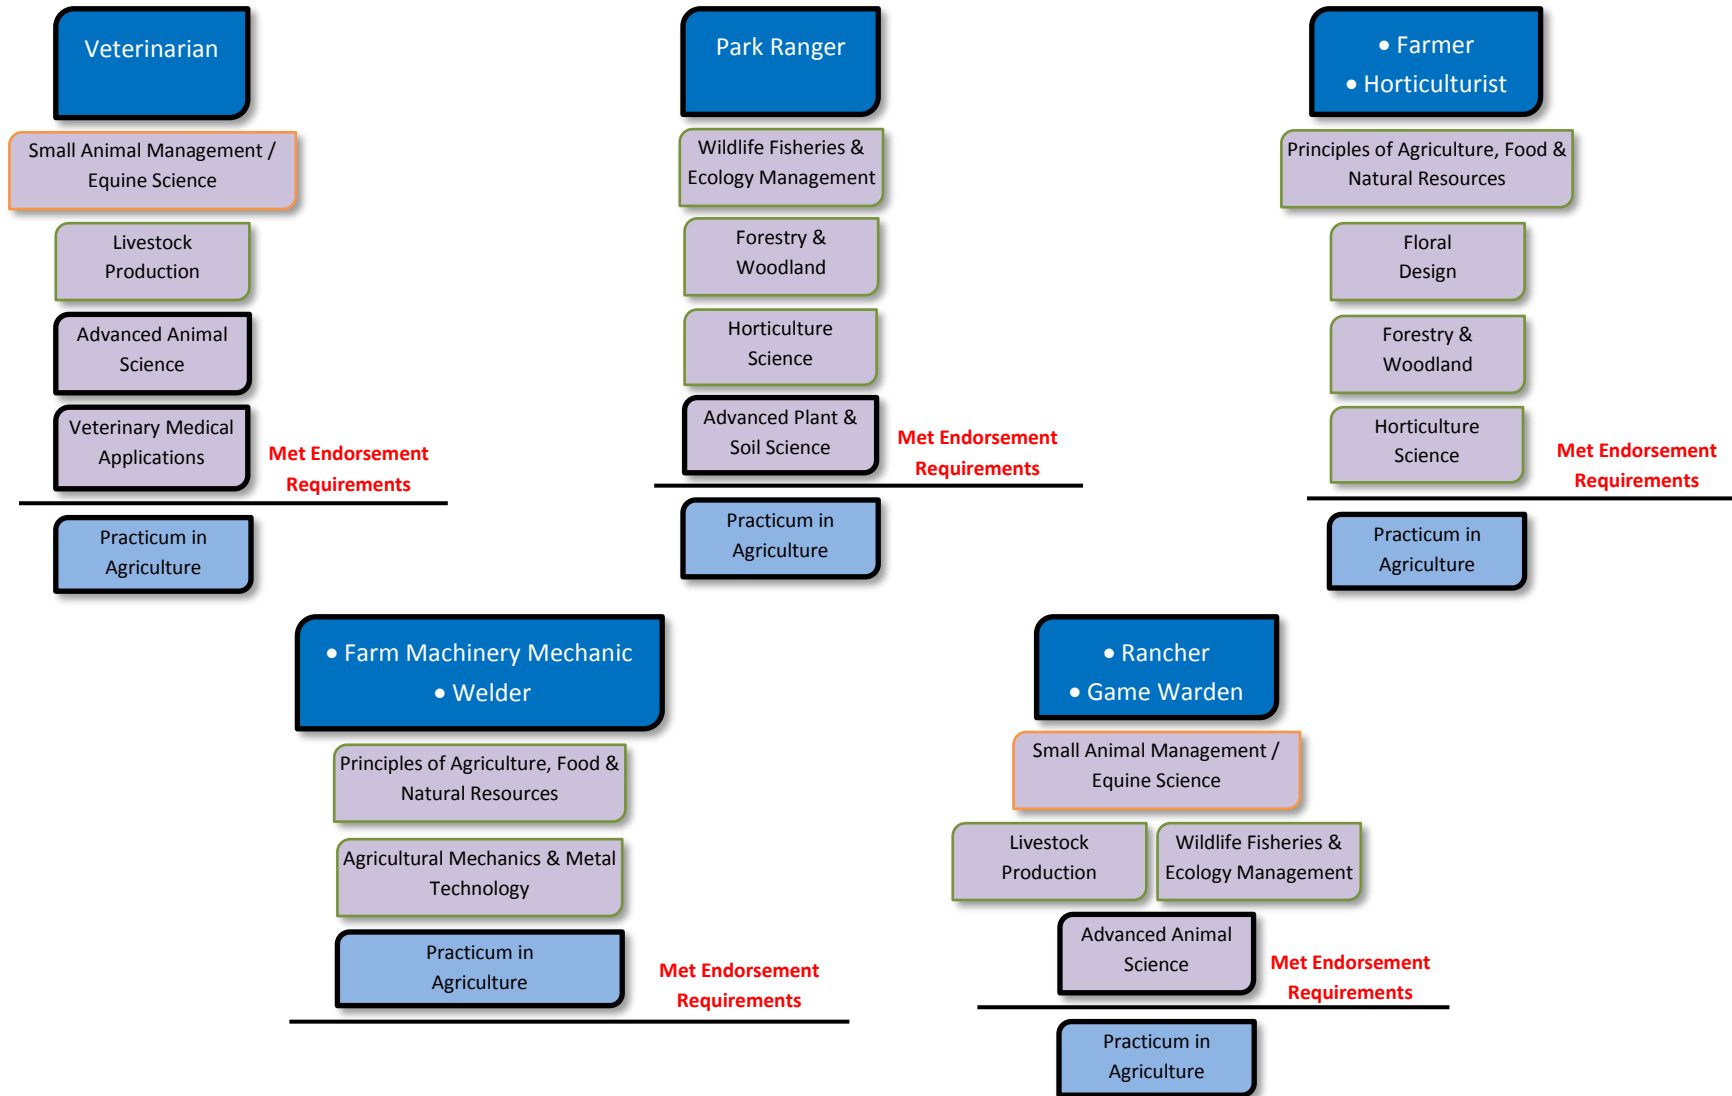 Veterinarian
Small Animal Management /
Equine Science
Livestock
Production
Advanced Animal
Science
Veterinary Medical
Applications
Met Endorsement
Requirements
Practicum in
Agriculture
Park Ranger
Wildlife Fisheries &
Ecology Management
Forestry &
Woodland
Horticulture
Science
Advanced Plant &
Soil Science
Met Endorsement
Requirements
Practicum in
Agriculture
• Farmer
• Horticulturist
Principles of Agriculture, Food &
Natural Resources
Floral
Design
Forestry &
Woodland
Horticulture
Science
Met Endorsement
Requirements
Practicum in
Agriculture
• Farm Machinery Mechanic
• Welder
Principles of Agriculture, Food &
Natural Resources
Agricultural Mechanics & Metal
Technology
Practicum in
Agriculture
Met Endorsement
Requirements
• Rancher
• Game Warden
Small Animal Management /
Equine Science
Livestock
Production
Wildlife Fisheries &
Ecology Management
Advanced Animal
Science
Met Endorsement
Requirements
Practicum in
Agriculture